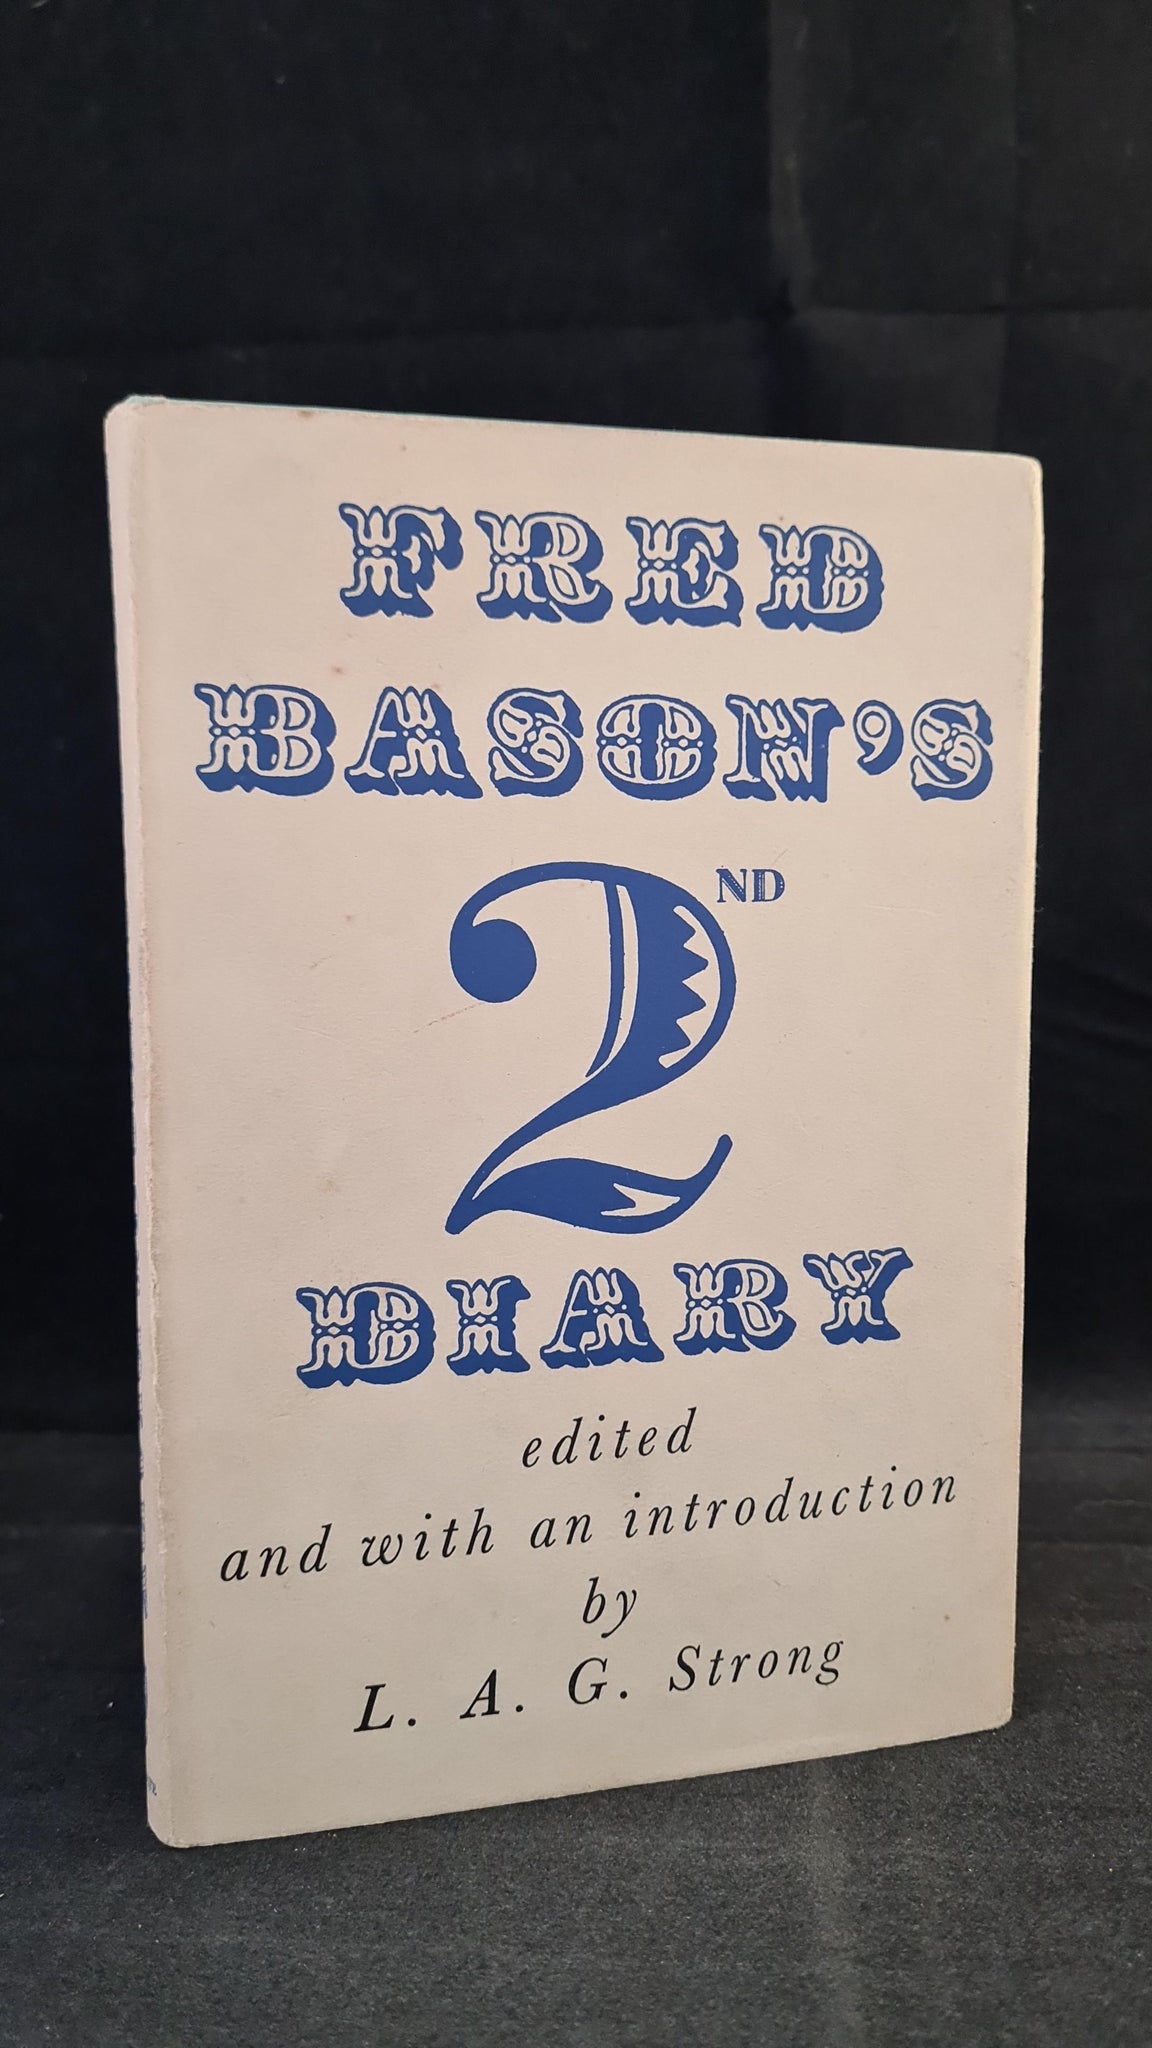 FRED
BASON'S
2ND
DIARY
edited
and with an introduction
by
L. A. G. Strong